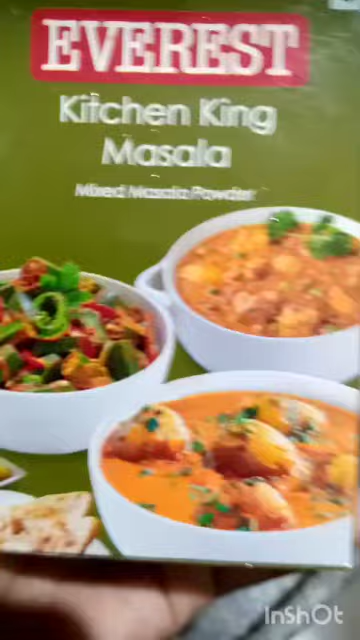 EVEREST
Kitchen King
Masala
Mixed Masala Powder
InShOt